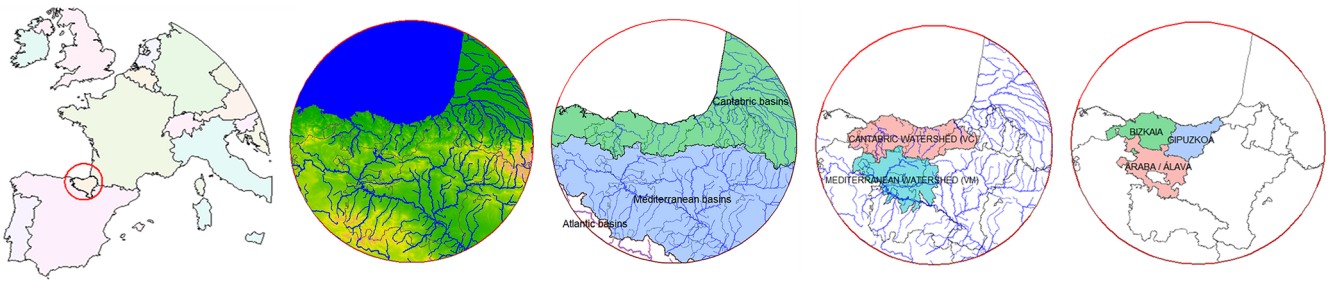 Cantabric basins
Mediterranean basins
Atlantic basins
CANTABRIC WATERSHED (VC)
MEDITERRANEAN WATERSHED (VM)
BIZKAIA
GIPUZKOA
ARABA / ÁLAVA